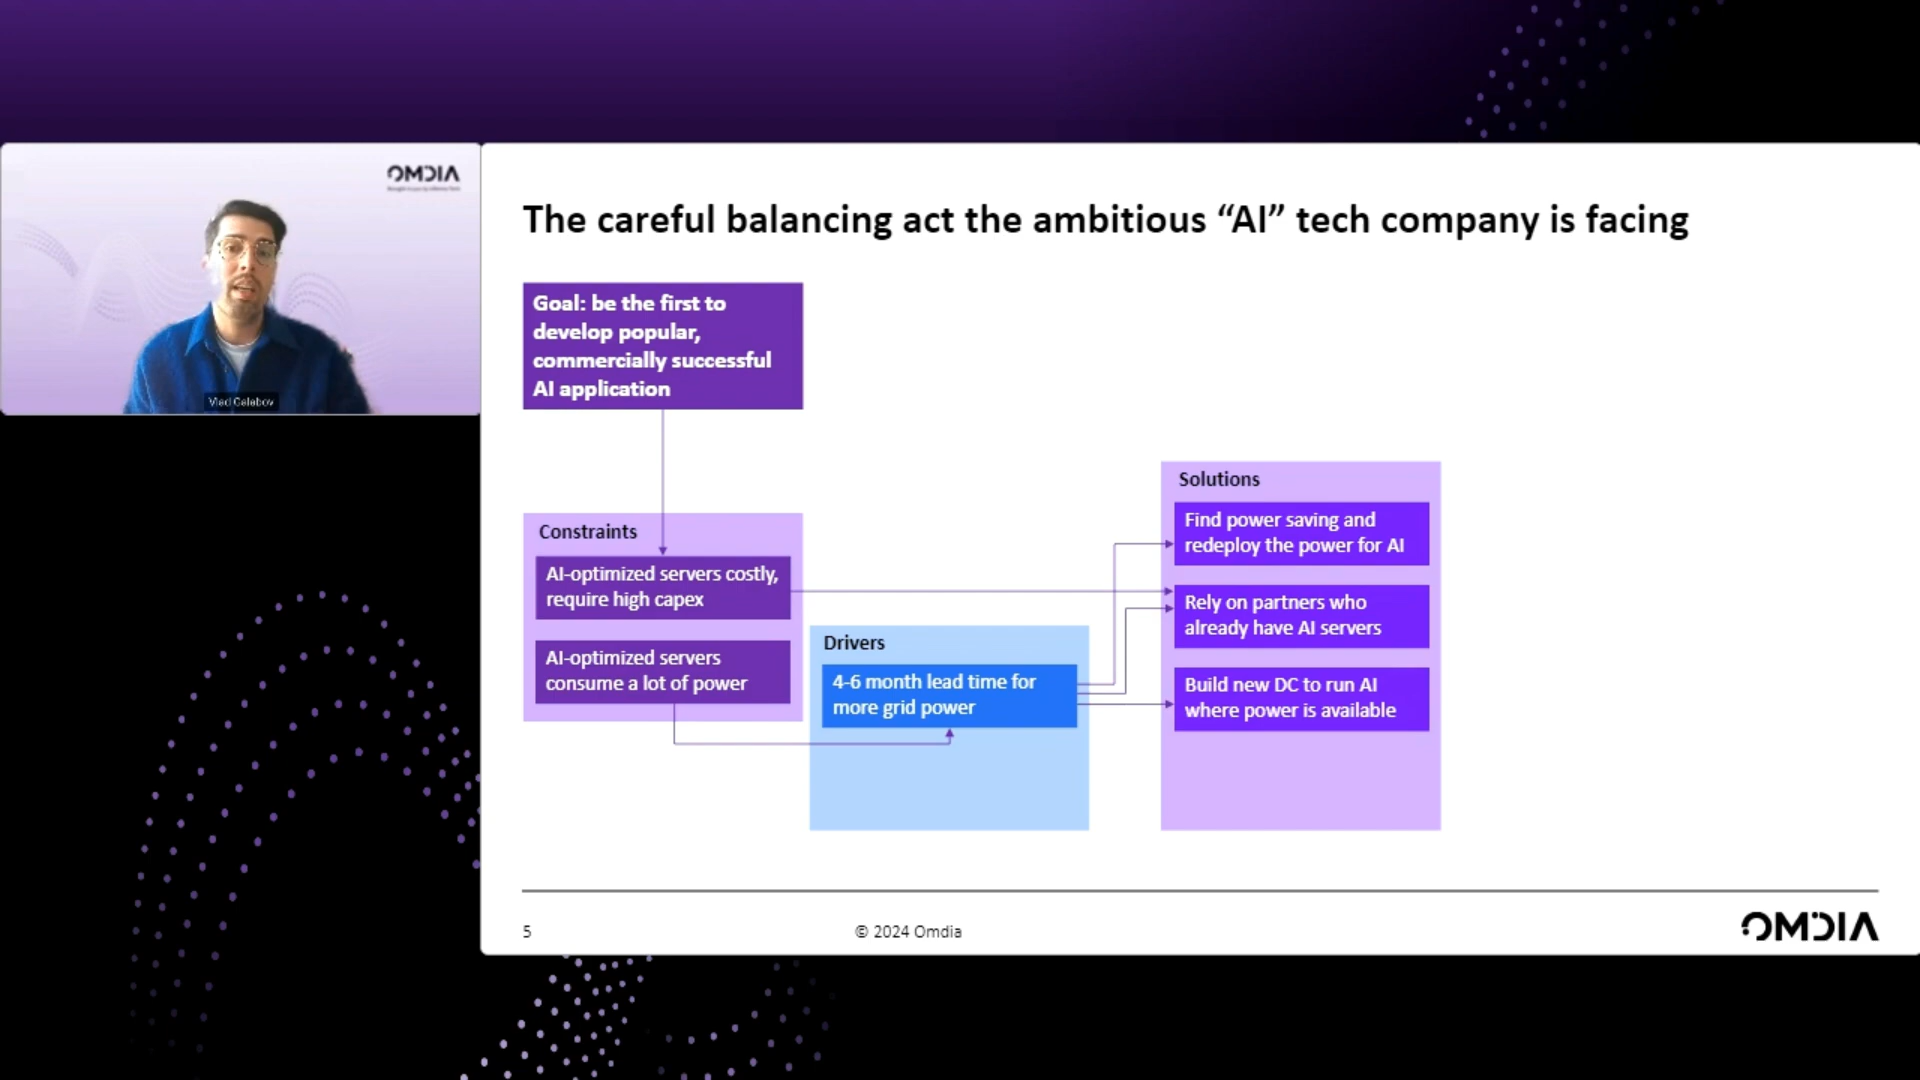 OMDIA
Vlad Galabov
The careful balancing act the ambitious “AI” tech company is facing
Goal: be the first to
develop popular,
commercially successful
AI application
Constraints
AI-optimized servers costly,
require high capex
AI-optimized servers
consume a lot of power
Drivers
4-6 month lead time for
more grid power
Solutions
Find power saving and
redeploy the power for AI
Rely on partners who
already have AI servers
Build new DC to run AI
where power is available
5
© 2024 Omdia
OMDIA